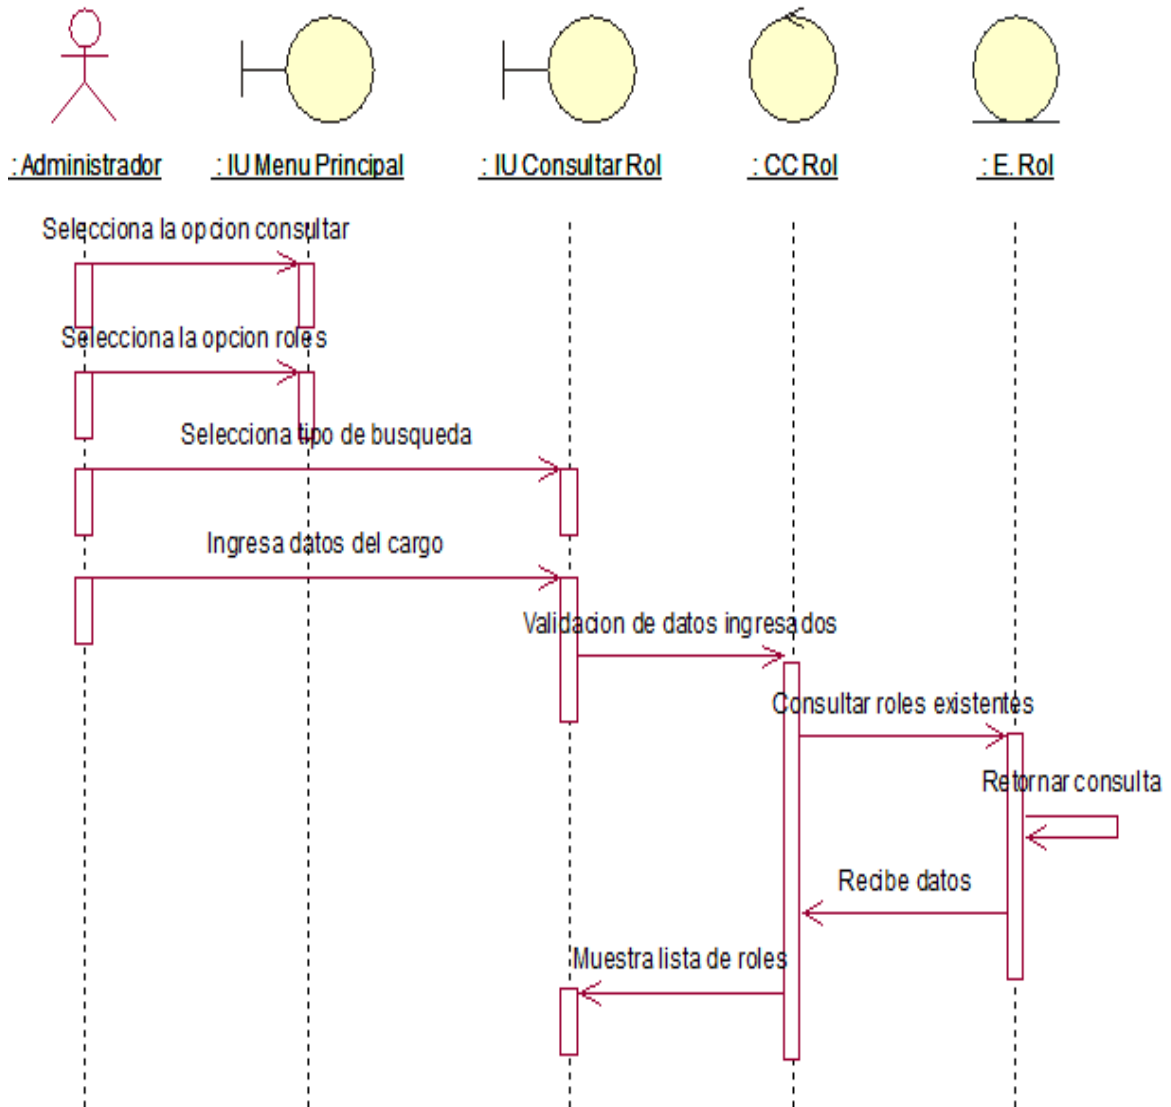 : Administrador
: IU Menu Principal
: IU Consultar Rol
: CC Rol
: E. Rol
Selecciona la opcion consultar
Selecciona la opcion roles
Selecciona tipo de busqueda
Ingresa datos del cargo
Validacion de datos ingresados
Consultar roles existentes
Retornar consulta
Recibe datos
Muestra lista de roles